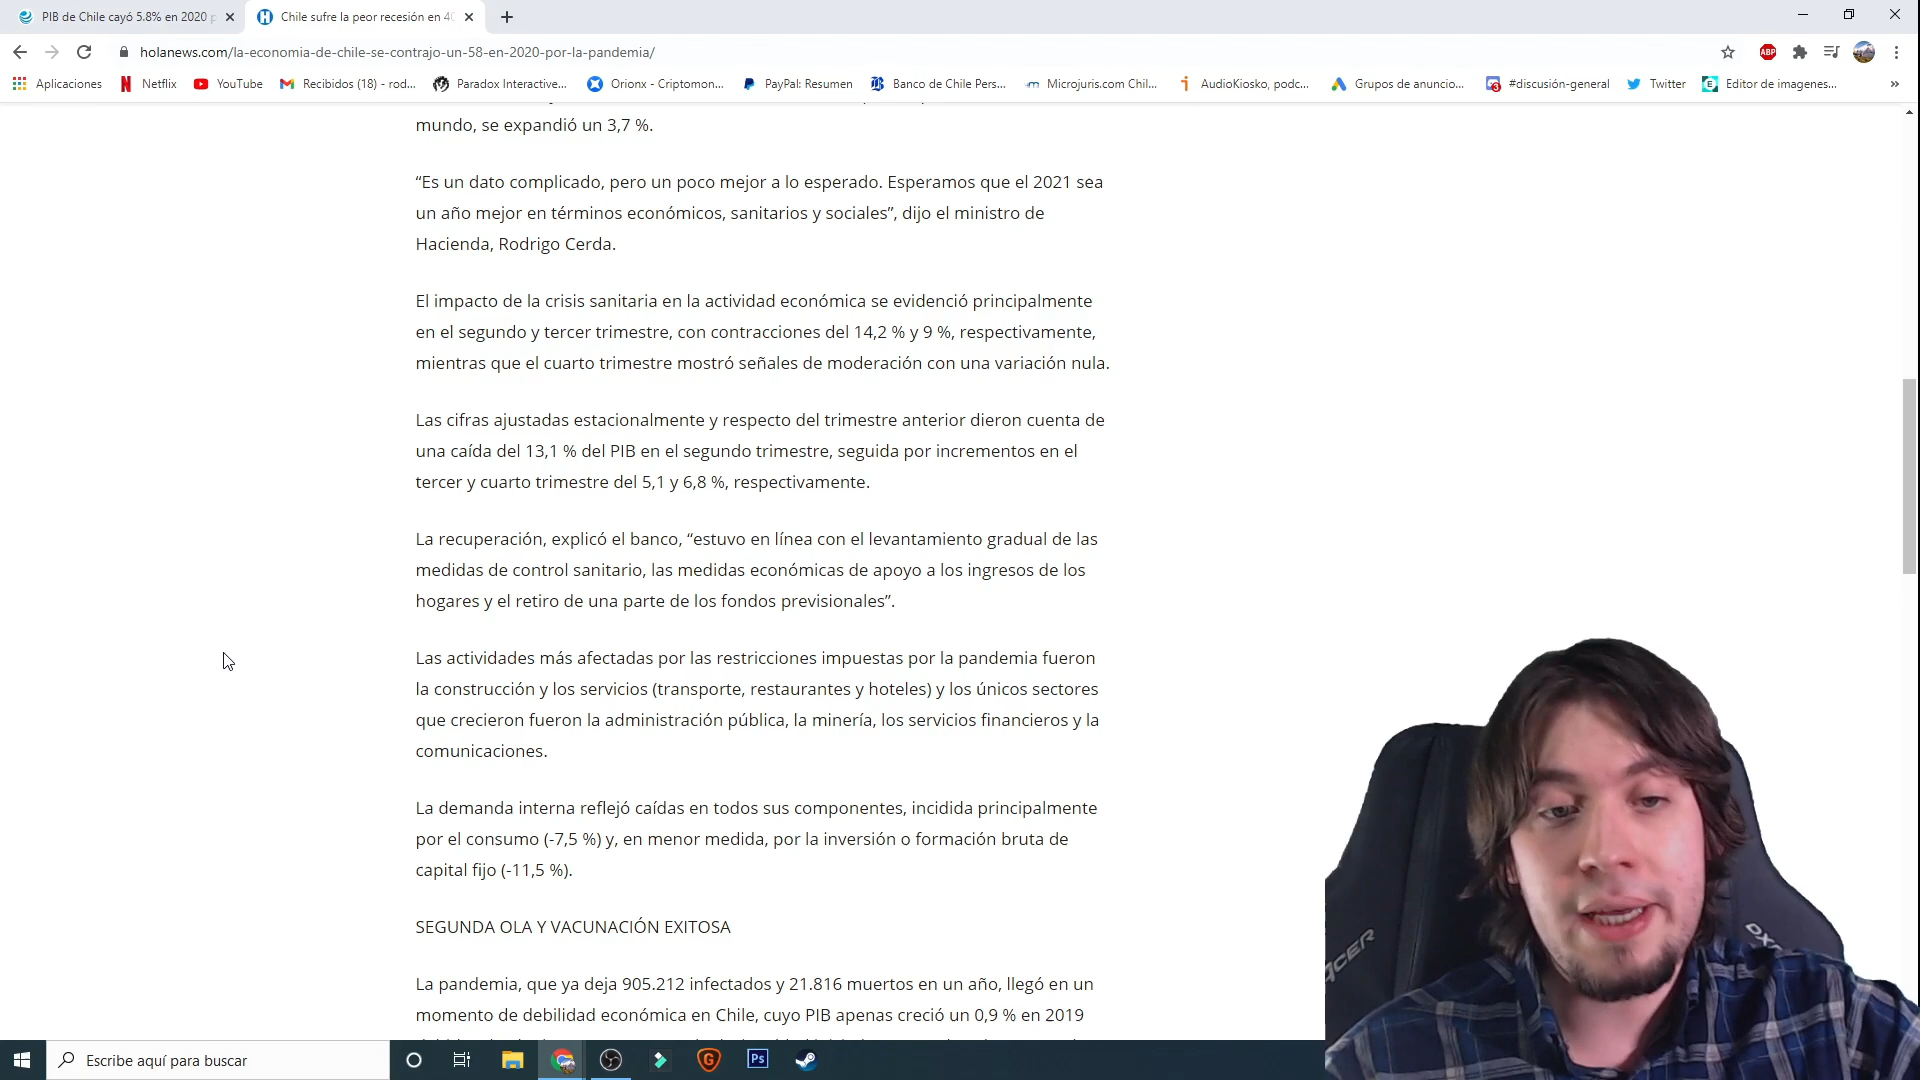 PIB de Chile cayó 5.8% en 2020 p
Chile sufre la peor recesión en 40
holanews.com/la-economia-de-chile-se-contrajo-un-58-en-2020-por-la-pandemia/
ABP
Aplicaciones
Netflix
YouTube
Recibidos (18) - rod...
Paradox Interactive...
Orionx - Criptomon...
PayPal: Resumen
Banco de Chile Pers...
Microjuris.com Chil...
AudioKiosko, podc...
Grupos de anuncio...
#discusión-general
Twitter
Editor de imagenes...
»
mundo, se expandió un 3,7 %.
“Es un dato complicado, pero un poco mejor a lo esperado. Esperamos que el 2021 sea
un año mejor en términos económicos, sanitarios y sociales”, dijo el ministro de
Hacienda, Rodrigo Cerda.
El impacto de la crisis sanitaria en la actividad económica se evidenció principalmente
en el segundo y tercer trimestre, con contracciones del 14,2 % y 9 %, respectivamente,
mientras que el cuarto trimestre mostró señales de moderación con una variación nula.
Las cifras ajustadas estacionalmente y respecto del trimestre anterior dieron cuenta de
una caída del 13,1 % del PIB en el segundo trimestre, seguida por incrementos en el
tercer y cuarto trimestre del 5,1 y 6,8 %, respectivamente.
La recuperación, explicó el banco, “estuvo en línea con el levantamiento gradual de las
medidas de control sanitario, las medidas económicas de apoyo a los ingresos de los
hogares y el retiro de una parte de los fondos previsionales”.
Las actividades más afectadas por las restricciones impuestas por la pandemia fueron
la construcción y los servicios (transporte, restaurantes y hoteles) y los únicos sectores
que crecieron fueron la administración pública, la minería, los servicios financieros y la
comunicaciones.
La demanda interna reflejó caídas en todos sus componentes, incidida principalmente
por el consumo (-7,5 %) y, en menor medida, por la inversión o formación bruta de
capital fijo (-11,5 %).
SEGUNDA OLA Y VACUNACIÓN EXITOSA
La pandemia, que ya deja 905.212 infectados y 21.816 muertos en un año, llegó en un
momento de debilidad económica en Chile, cuyo PIB apenas creció un 0,9 % en 2019
Escribe aquí para buscar
Ps